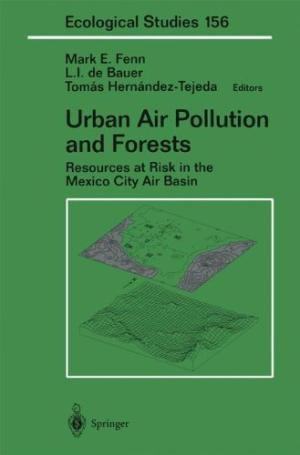 Ecological Studies 156
Mark E. Fenn
L.I. de Bauer
Tomás Hernández-Tejeda Editors
Urban Air Pollution
and Forests
Resources at Risk in the
Mexico City Air Basin
Springer